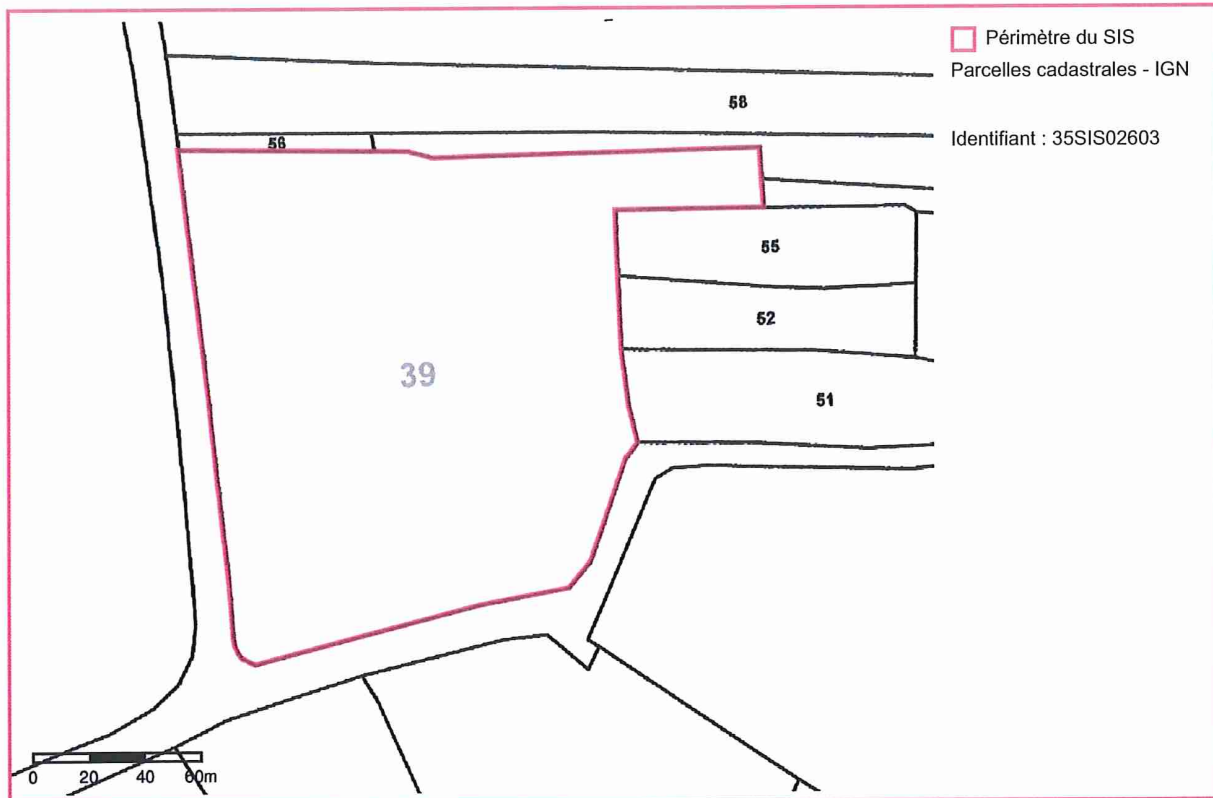 Périmètre du SIS
Parcelles cadastrales - IGN
58
56
Identifiant : 35SIS02603
55
52
39
51
0 20 40 60m